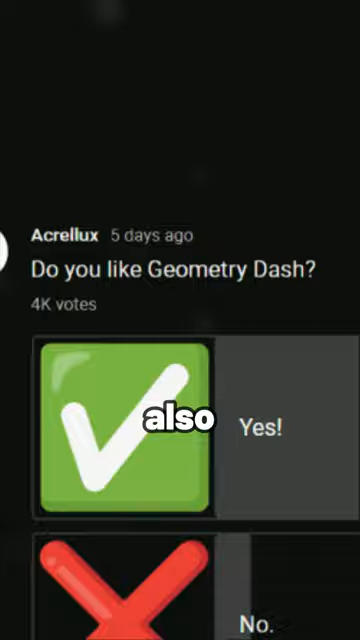 Acrellux 5 days ago
Do you like Geometry Dash?
4K votes
also
Yes!
No.